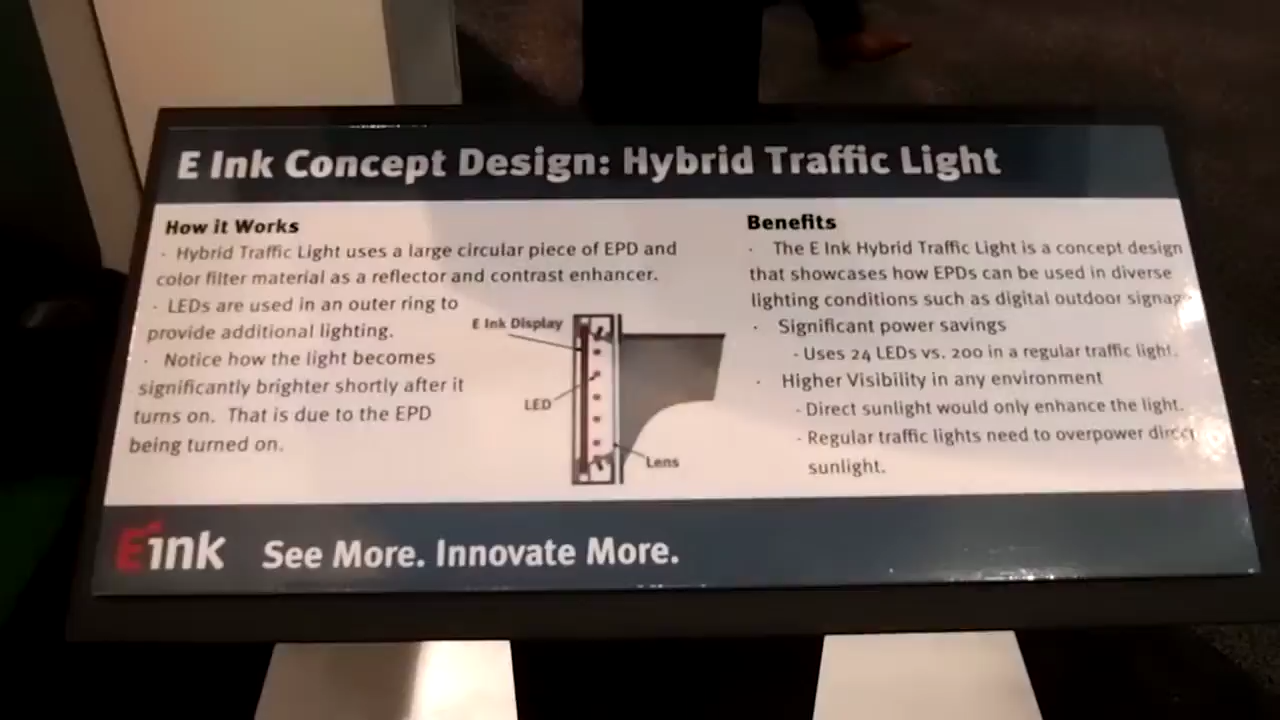 E Ink Concept Design: Hybrid Traffic Light
How it Works
· Hybrid Traffic Light uses a large circular piece of EPD and
color filter material as a reflector and contrast enhancer.
· LEDs are used in an outer ring to
provide additional lighting.
· Notice how the light becomes
significantly brighter shortly after it
turns on. That is due to the EPD
being turned on.
E Ink Display
LED
Lens
Benefits
· The E Ink Hybrid Traffic Light is a concept design
that showcases how EPDs can be used in diverse
lighting conditions such as digital outdoor signag
· Significant power savings
- Uses 24 LEDs vs. 200 in a regular traffic light.
· Higher Visibility in any environment
- Direct sunlight would only enhance the light.
- Regular traffic lights need to overpower direct
sunlight.
E ink See More. Innovate More.